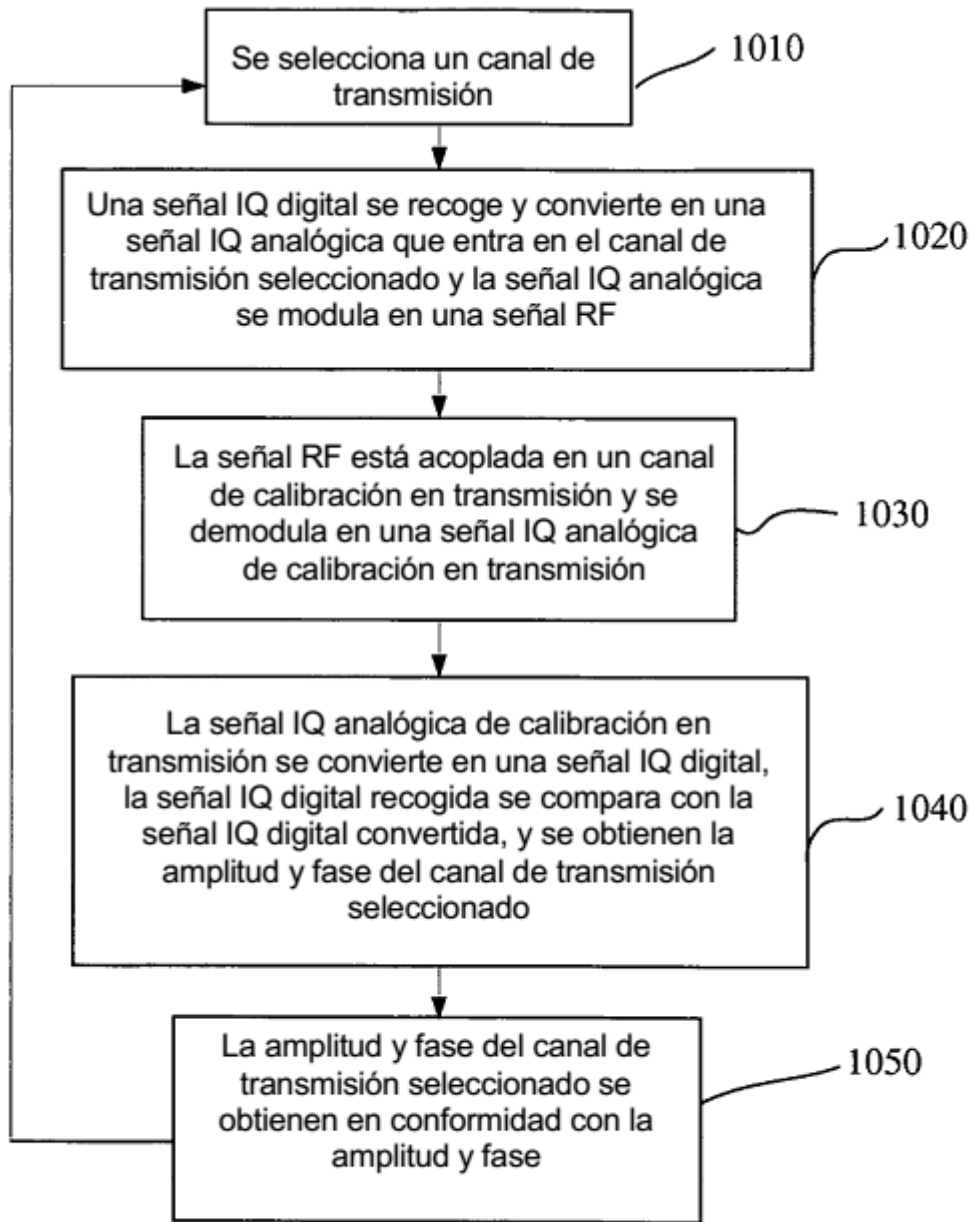 Se selecciona un canal de
transmisión
1010
Una señal IQ digital se recoge y convierte en una
señal IQ analógica que entra en el canal de
transmisión seleccionado y la señal IQ analógica
se modula en una señal RF
1020
La señal RF está acoplada en un canal
de calibración en transmisión y se
demodula en una señal IQ analógica
de calibración en transmisión
1030
La señal IQ analógica de calibración en
transmisión se convierte en una señal IQ digital,
la señal IQ digital recogida se compara con la
señal IQ digital convertida, y se obtienen la
amplitud y fase del canal de transmisión
seleccionado
1040
La amplitud y fase del canal de
transmisión seleccionado se
obtienen en conformidad con la
amplitud y fase
1050